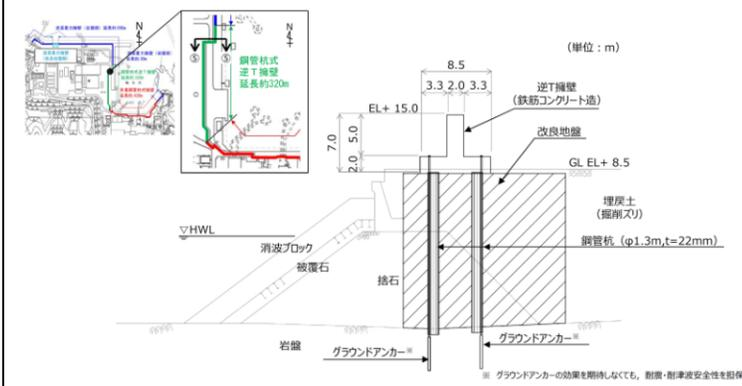 N
N
⑤
⑤
鋼管杭式
逆T擁壁
延長約320m
(単位：m)
8.5
3.3
2.0
3.3
逆T擁壁
(鉄筋コンクリート造)
EL+ 15.0
改良地盤
7.0
5.0
2.0
GL EL+ 8.5
埋戻土
(掘削ズリ)
▽HWL
消波ブロック
鋼管杭（φ1.3m,t=22mm）
被覆石
捨石
岩盤
グラウンドアンカー※
グラウンドアンカー※
※ グラウンドアンカーの効果を期待しなくても，耐震・耐津波安全性を担保